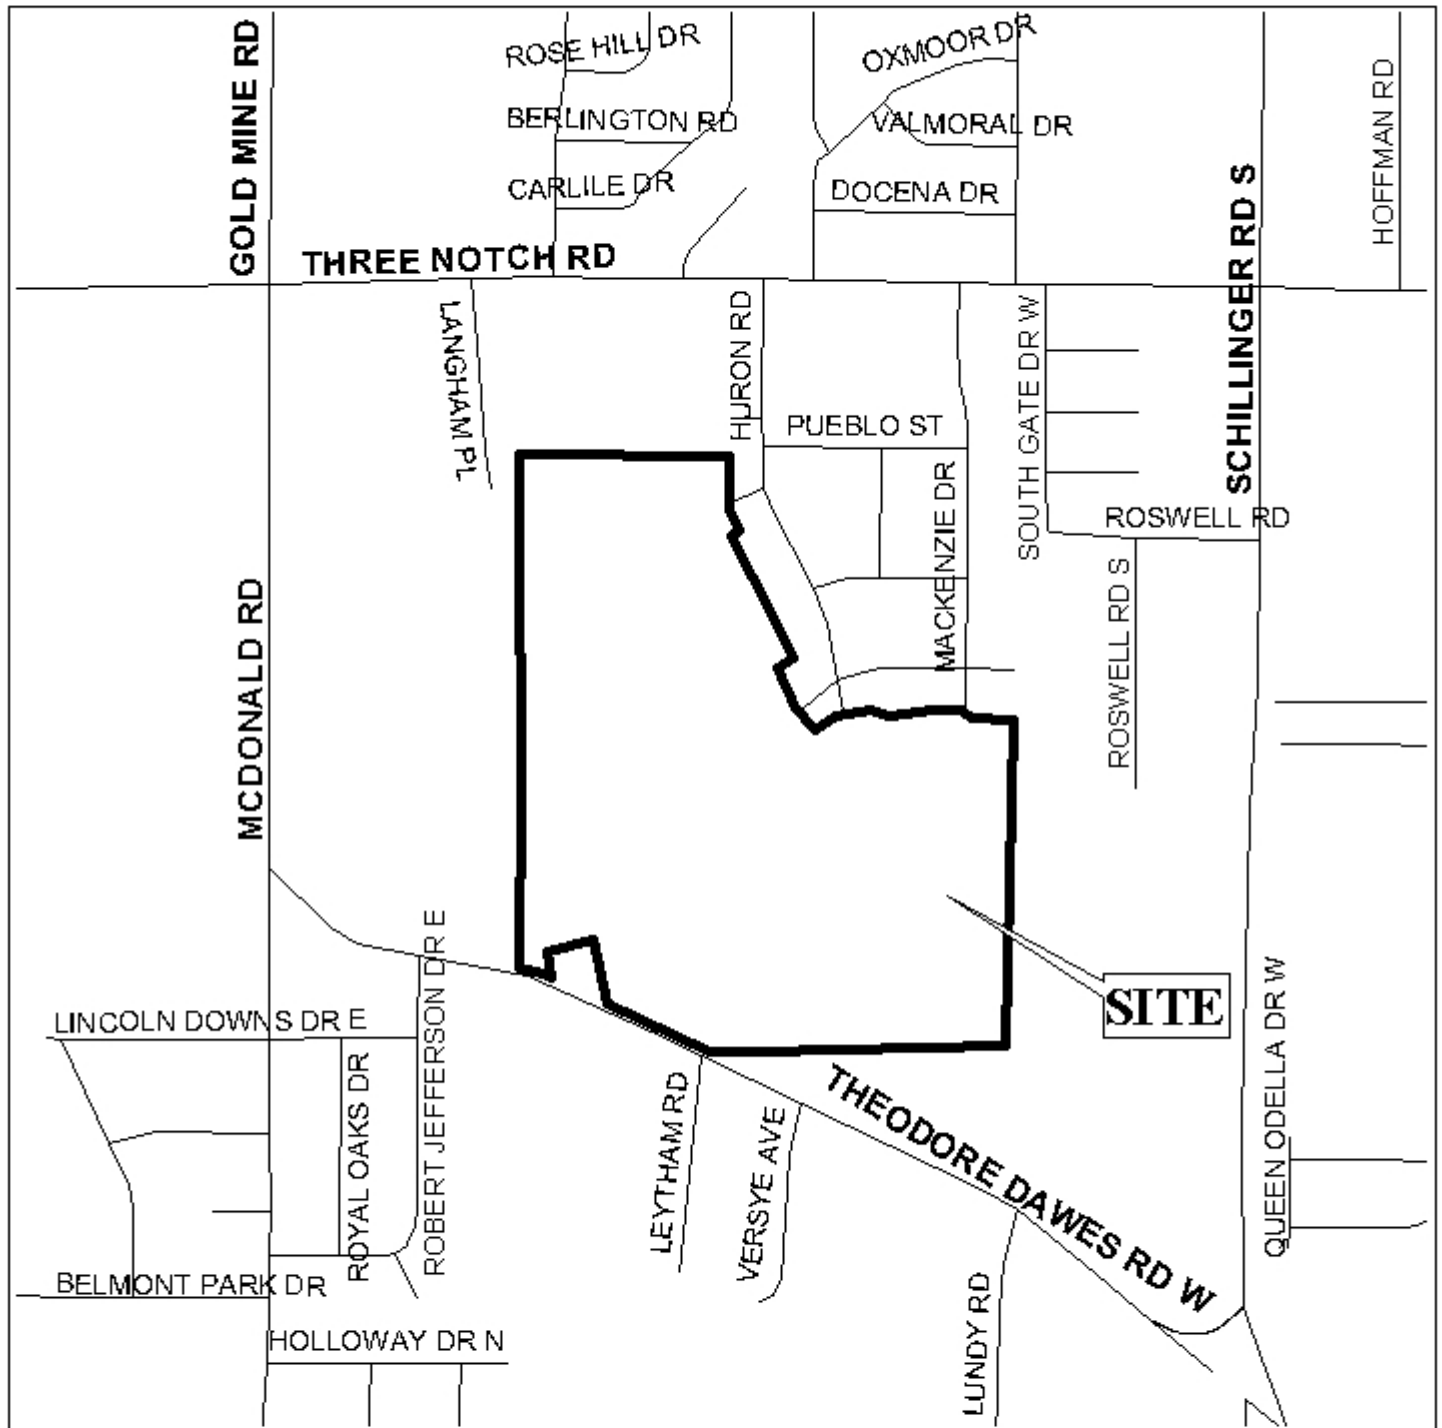 GOLD MINE RD
ROSE HILL DR
OXMOOR DR
BERLINGTON RD
VALMORAL DR
HOFFMAN RD
CARLILE DR
DOCENA DR
SCHILLINGER RD S
THREE NOTCH RD
LANGHAM PL
HURON RD
SOUTH GATE DR W
PUEBLO ST
MACKENZIE DR
ROSWELL RD
ROSWELL RD S
MCDONALD RD
ROBERT JEFFERSON DR E
SITE
QUEEN ODELLA DR W
LINCOLN DOWNS DR E
ROYAL OAKS DR
LEYTHAM RD
VERSYE AVE
THEODORE DAWES RD W
BELMONT PARK DR
LUNDY RD
HOLLOWAY DR N